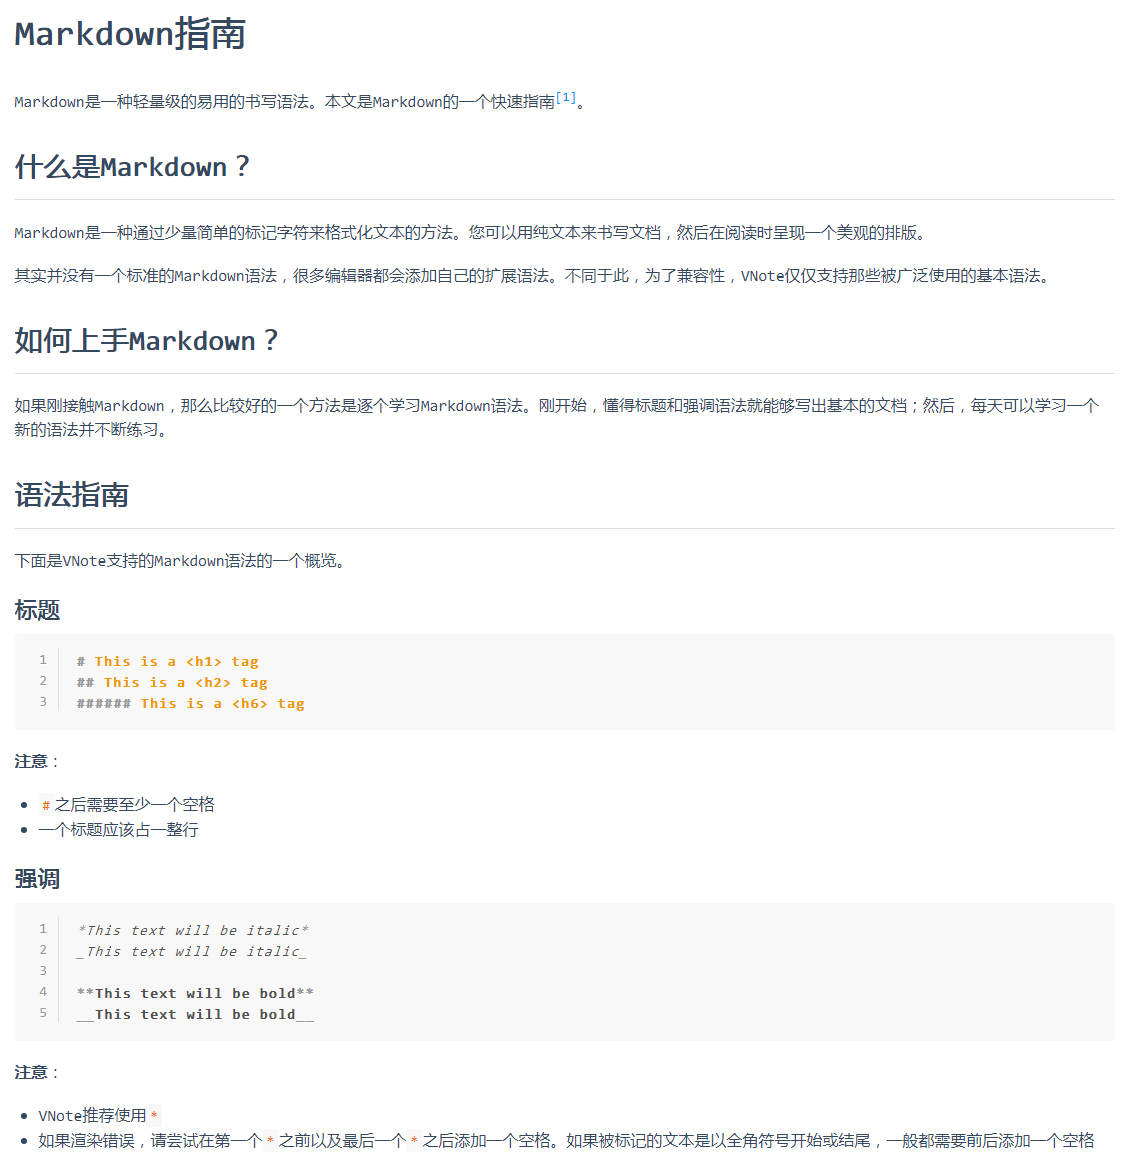 Markdown指南
Markdown是一种轻量级的易用的书写语法。本文是Markdown的一个快速指南[1]。
什么是Markdown？
Markdown是一种通过少量简单的标记字符来格式化文本的方法。您可以用纯文本来书写文档，然后在阅读时呈现一个美观的排版。
其实并没有一个标准的Markdown语法，很多编辑器都会添加自己的扩展语法。不同于此，为了兼容性，VNote仅仅支持那些被广泛使用的基本语法。
如何上手Markdown？
如果刚接触Markdown，那么比较好的一个方法是逐个学习Markdown语法。刚开始，懂得标题和强调语法就能够写出基本的文档；然后，每天可以学习一个
新的语法并不断练习。
语法指南
下面是VNote支持的Markdown语法的一个概览。
标题
1 # This is a <h1> tag
2 ## This is a <h2> tag
3 ###### This is a <h6> tag
注意：
• # 之后需要至少一个空格
• 一个标题应该占一整行
强调
1 *This text will be italic*
2 _This text will be italic_
3
4 **This text will be bold**
5 __This text will be bold__
注意：
• VNote推荐使用 *
• 如果渲染错误，请尝试在第一个 * 之前以及最后一个 * 之后添加一个空格。如果被标记的文本是以全角符号开始或结尾，一般都需要前后添加一个空格